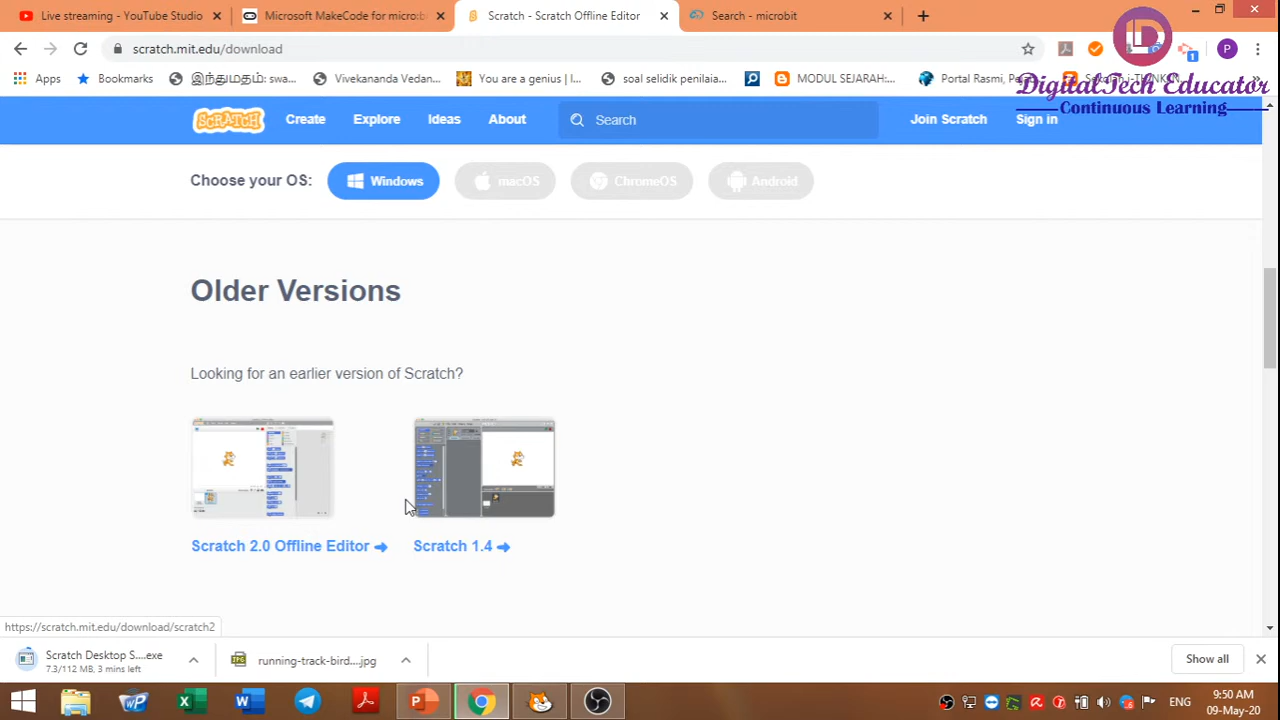 Live streaming - YouTube Studio
Microsoft MakeCode for micro:b
Scratch - Scratch Offline Editor
Search - microbit
scratch.mit.edu/download
Apps
Bookmarks
இந்துமதம்: swa...
Vivekananda Vedan...
You are a genius | I...
soal selidik penilaia...
MODUL SEJARAH:...
DigitalTech Educator
Continuous Learning
SCRATCH
Create
Explore
Ideas
About
Search
Join Scratch
Sign in
Choose your OS:
Windows
macOS
ChromeOS
Android
Older Versions
Looking for an earlier version of Scratch?
Scratch 2.0 Offline Editor
Scratch 1.4
https://scratch.mit.edu/download/scratch2
Scratch Desktop S....exe
7.3/112 MB, 3 mins left
running-track-bird....jpg
Show all
ENG
9:50 AM
09-May-20